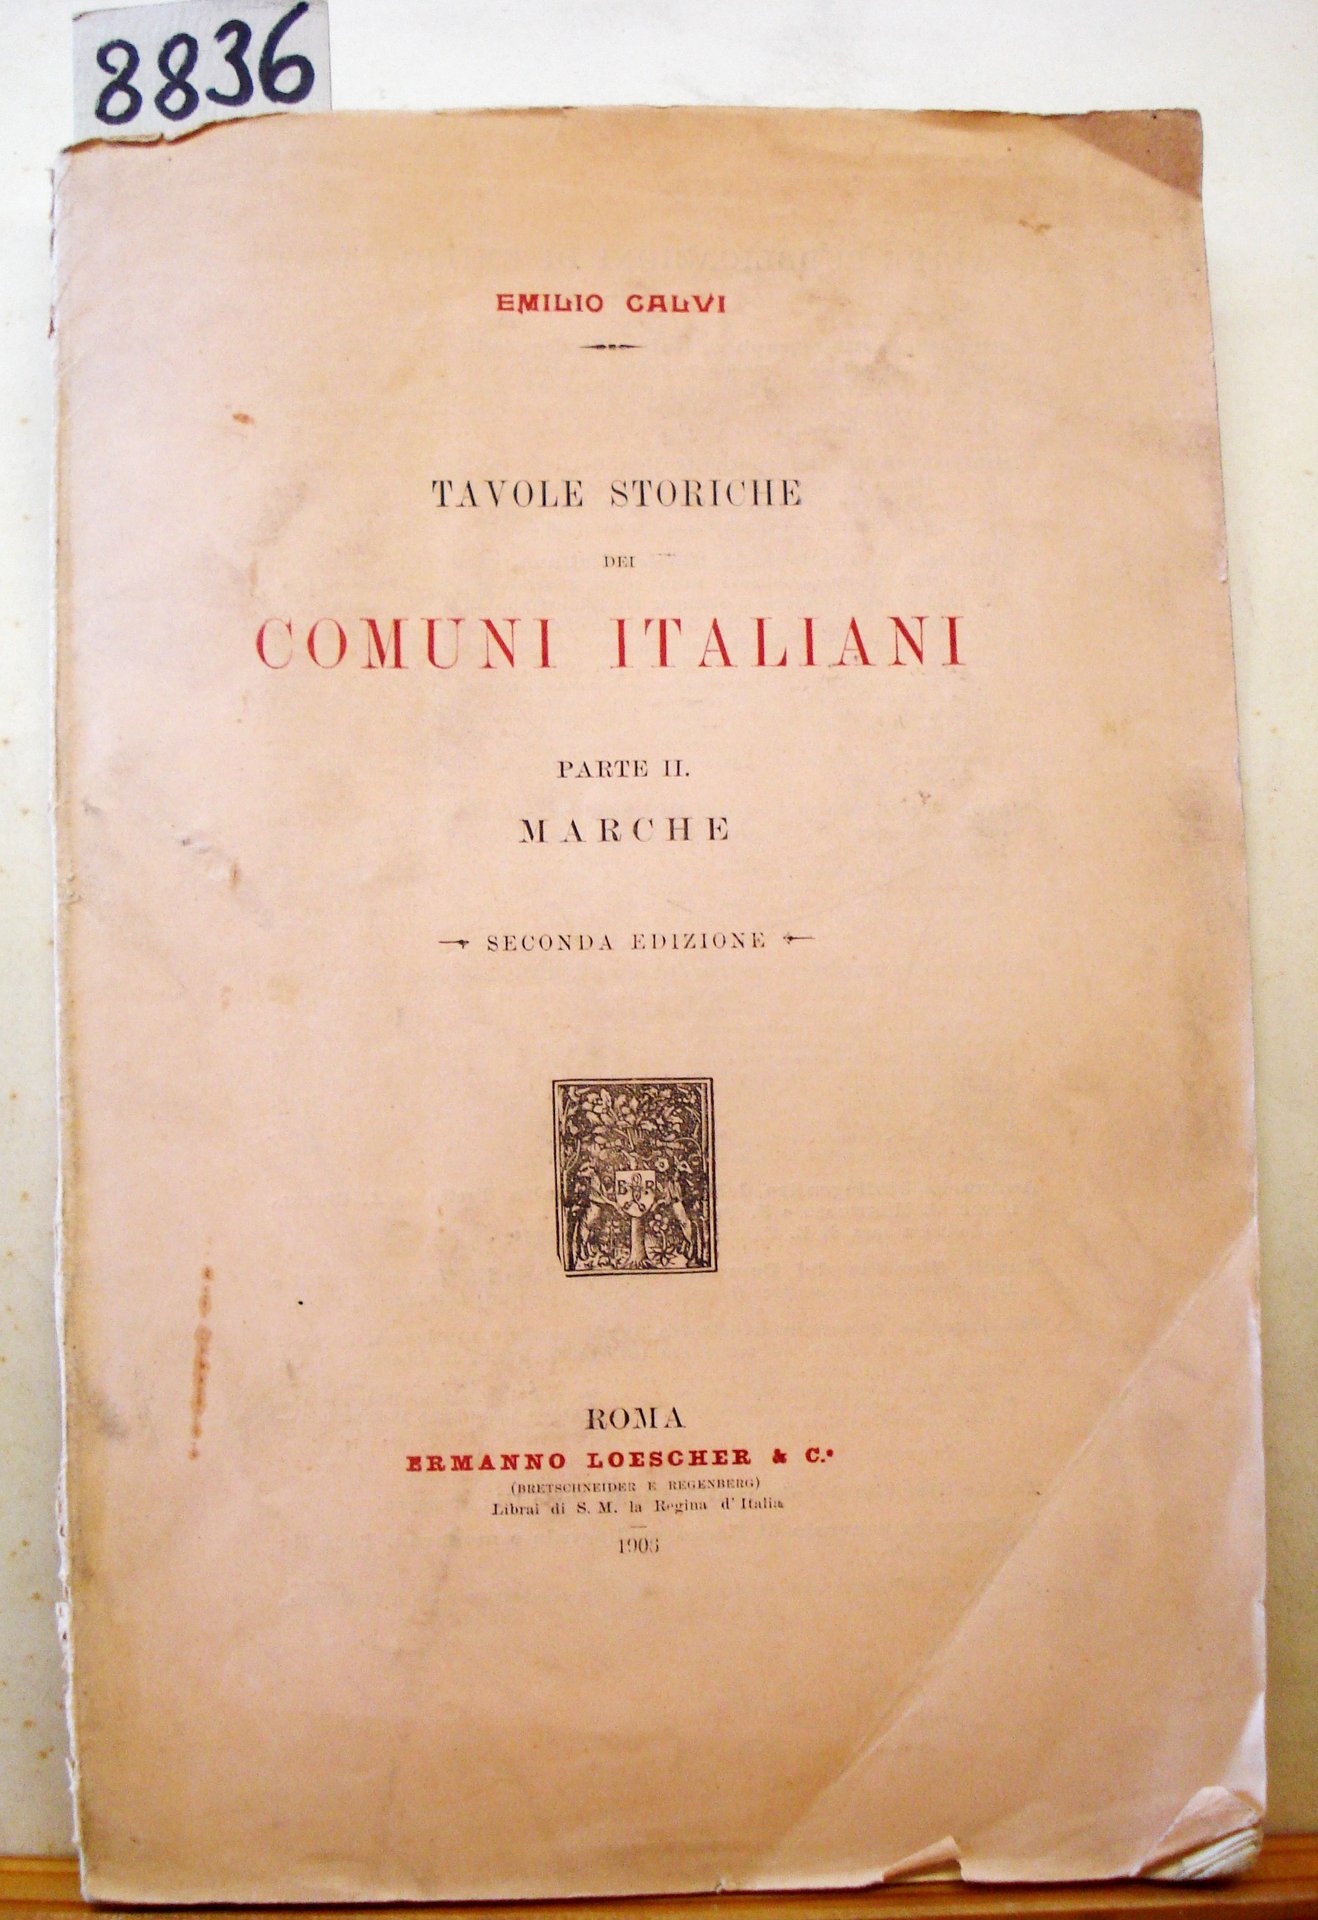 8836
EMILIO CALVI
TAVOLE STORICHE
DEI
COMUNI ITALIANI
PARTE II.
MARCHE
SECONDA EDIZIONE
B R
ROMA
ERMANNO LOESCHER & C.º
(BRETSCHNEIDER E REGENBERG)
Librai di S. M. la Regina d'Italia